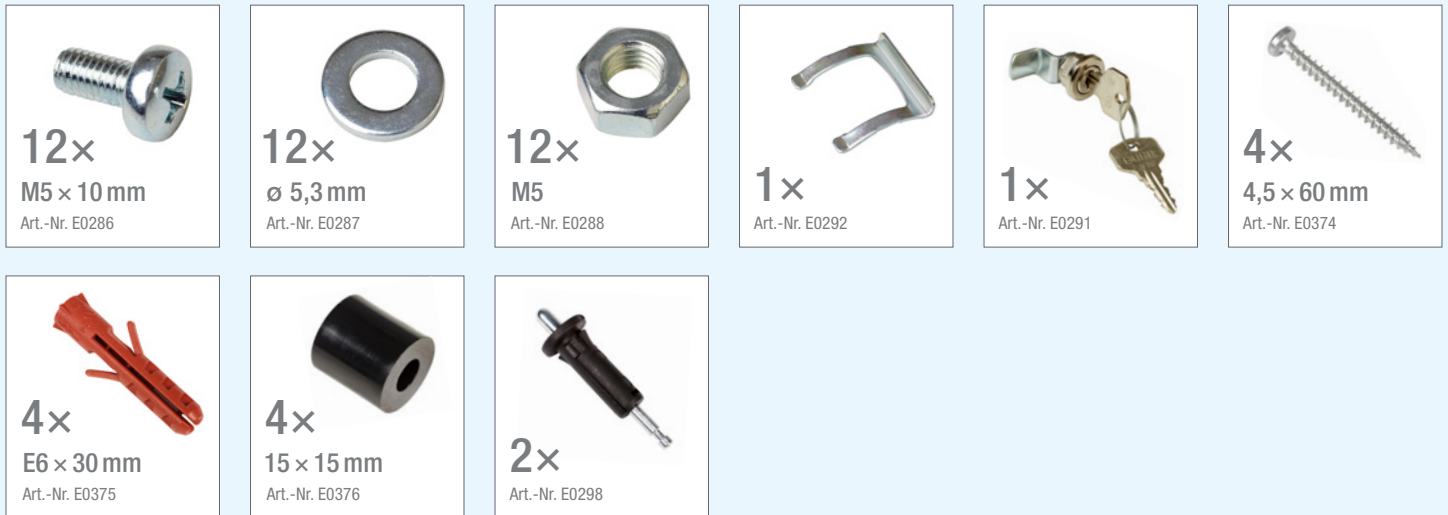 12×
M5 × 10 mm
Art.-Nr. E0286
12×
ø 5,3 mm
Art.-Nr. E0287
12×
M5
Art.-Nr. E0288
1×
Art.-Nr. E0292
1×
Art.-Nr. E0291
4×
4,5 × 60 mm
Art.-Nr. E0374
4×
E6 × 30 mm
Art.-Nr. E0375
4×
15 × 15 mm
Art.-Nr. E0376
2×
Art.-Nr. E0298